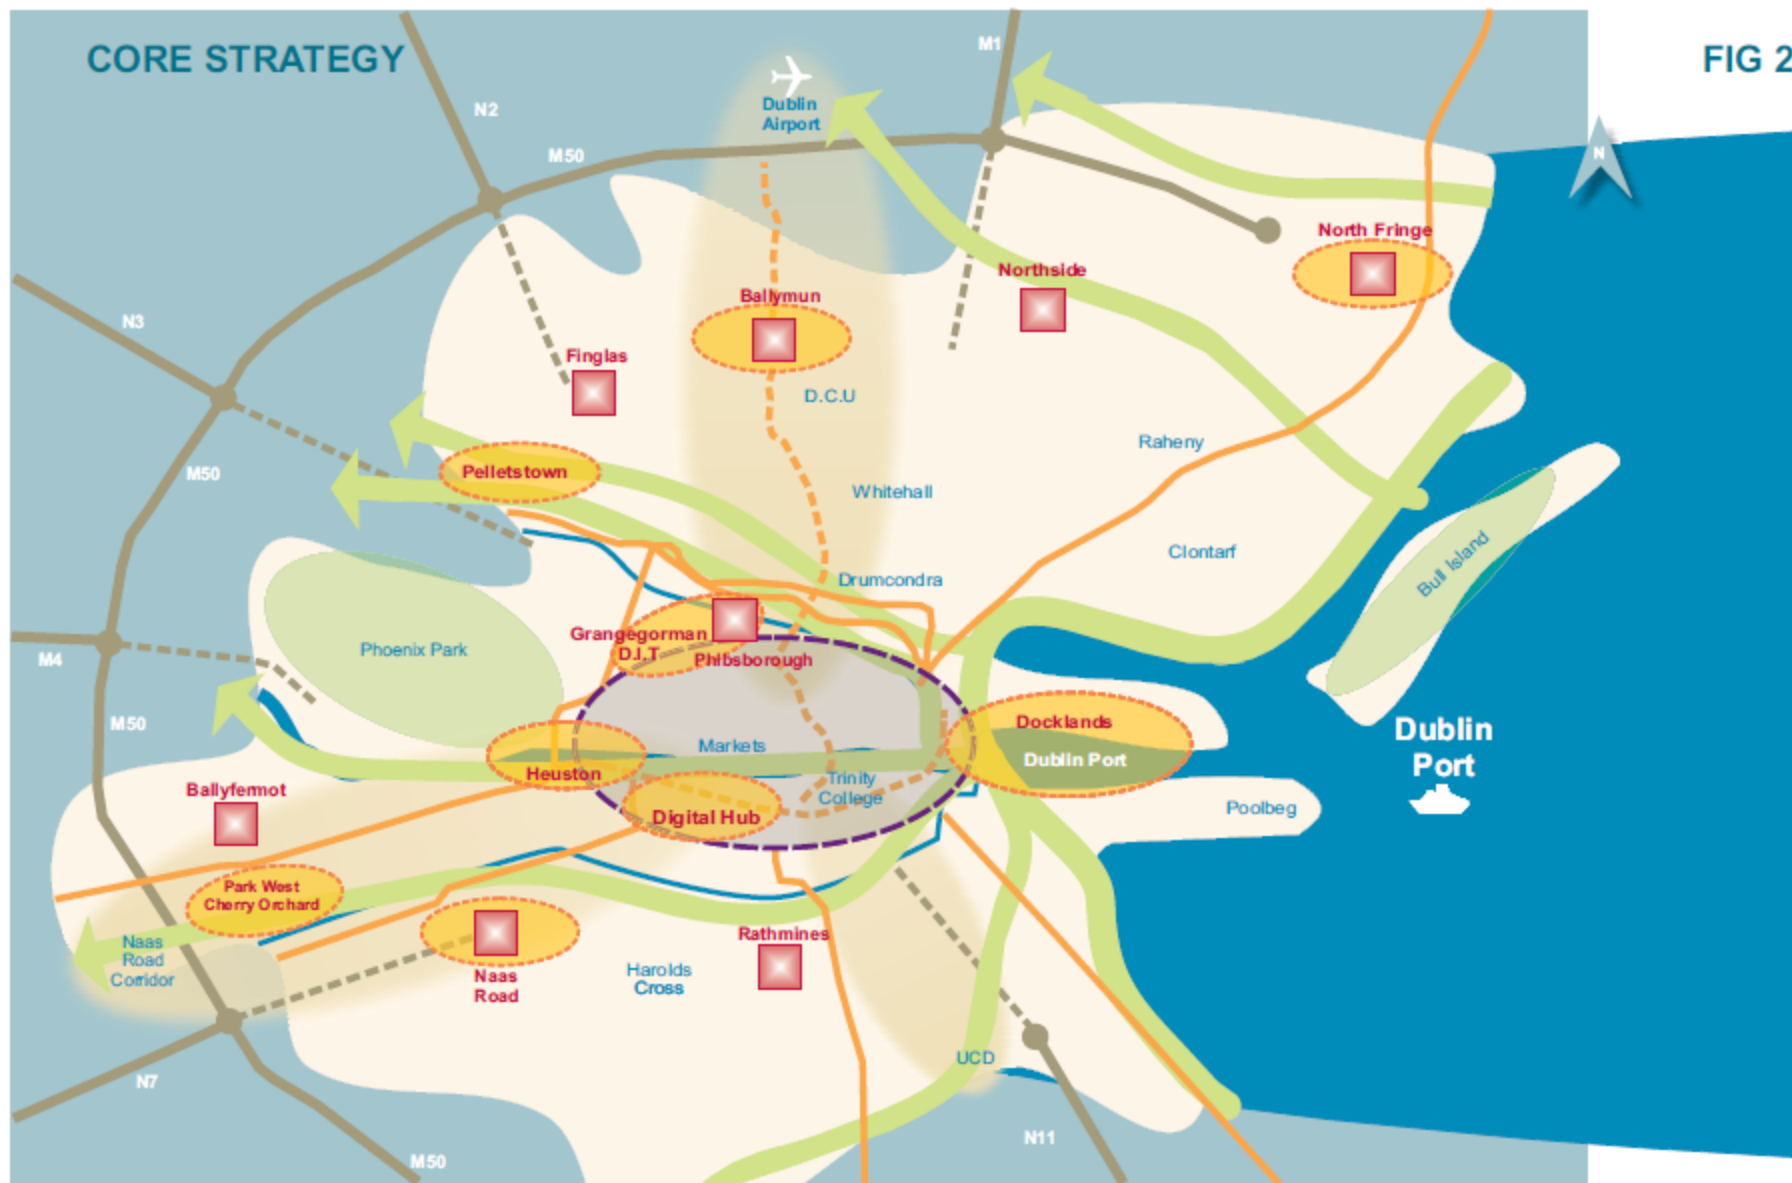 CORE STRATEGY
FIG 2
M1
N2
Dublin
Airport
M50
N
North Fringe
Northside
Ballymun
N3
Finglas
D.C.U
Raheny
Pelletstown
M50
Whitehall
Clontarf
Bull Island
Drumcondra
Grangegorman
D.I.T
Phibsborough
Phoenix Park
M4
M50
Docklands
Dublin Port
Dublin
Port
Markets
Heuston
Trinity
College
Ballyfermot
Digital Hub
Poolbeg
Park West
Cherry Orchard
Naas
Road
Corridor
Rathmines
Naas
Road
Harolds
Cross
UCD
N7
N11
M50